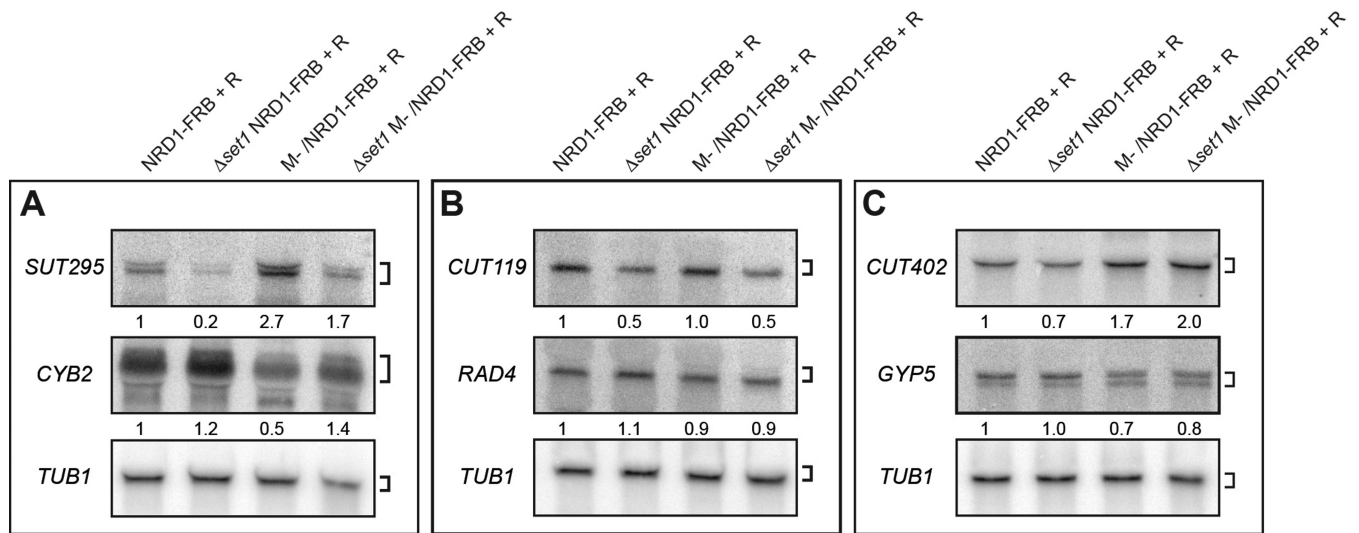 NRD1-FRB + R
Δset1 NRD1-FRB + R
M- /NRD1-FRB + R
Δset1 M- /NRD1-FRB + R
NRD1-FRB + R
Δset1 NRD1-FRB + R
M- /NRD1-FRB + R
Δset1 M- /NRD1-FRB + R
NRD1-FRB + R
Δset1 NRD1-FRB + R
M- /NRD1-FRB + R
Δset1 M- /NRD1-FRB + R
A
SUT295
1 0.2 2.7 1.7
CYB2
1 1.2 0.5 1.4
TUB1
B
CUT119
1 0.5 1.0 0.5
RAD4
1 1.1 0.9 0.9
TUB1
C
CUT402
1 0.7 1.7 2.0
GYP5
1 1.0 0.7 0.8
TUB1